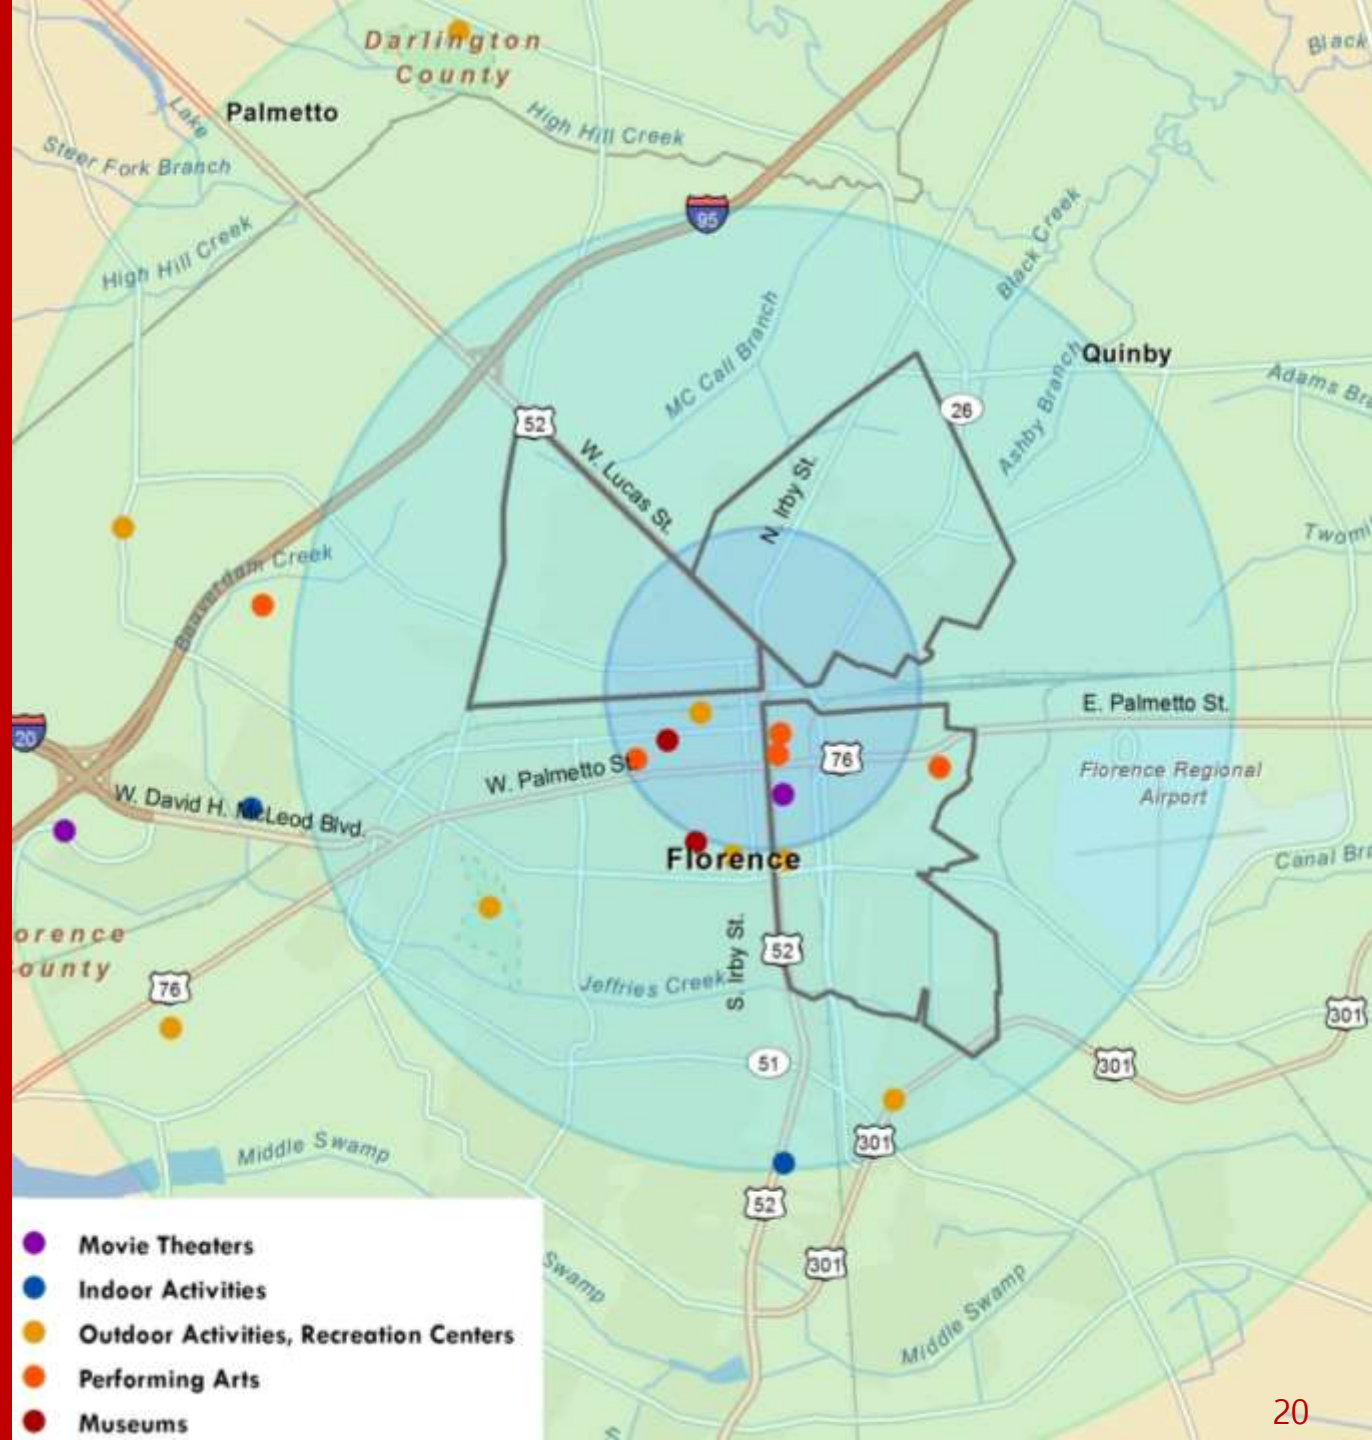 Darlington
County
Black
Palmetto
Lake
High Hill Creek
Steer Fork Branch
95
High Hill Creek
Black Creek
MC Call Branch
Quinby
Ashby Branch
Adams Bra
26
52
W. Lucas St.
N. Irby St.
Twomi
Beaverdam Creek
E. Palmetto St.
20
76
W. Palmetto St.
Florence Regional
Airport
W. David H. McLeod Blvd.
Florence
Canal Bra
orence
ounty
52
S. Irby St.
76
Jeffries Creek
301
51
301
301
Middle Swamp
52
301
Swamp
Middle Swamp
Movie Theaters
Indoor Activities
Outdoor Activities, Recreation Centers
Performing Arts
Museums
20